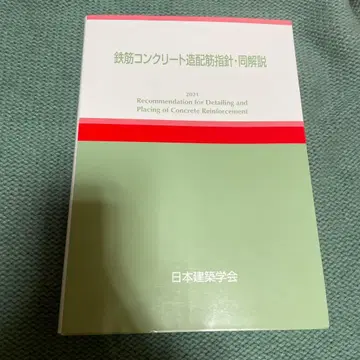 鉄筋コンクリート造配筋指針・同解説
2021
Recommendation for Detailing and
Placing of Concrete Reinforcement
日本建築学会